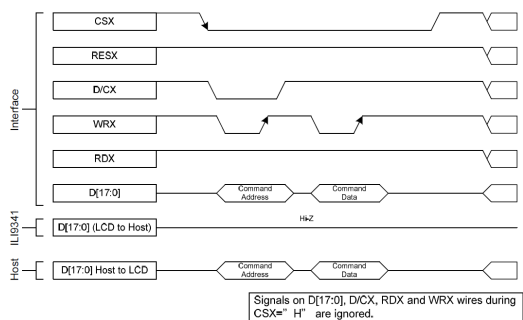 CSX
RESX
D/CX
WRX
RDX
D[17:0]
Command
Address
Command
Data
Interface
D[17:0] (LCD to Host)
Hi-Z
ILI9341
D[17:0] Host to LCD
Command
Address
Command
Data
Host
Signals on D[17:0], D/CX, RDX and WRX wires during
CSX=” H” are ignored.